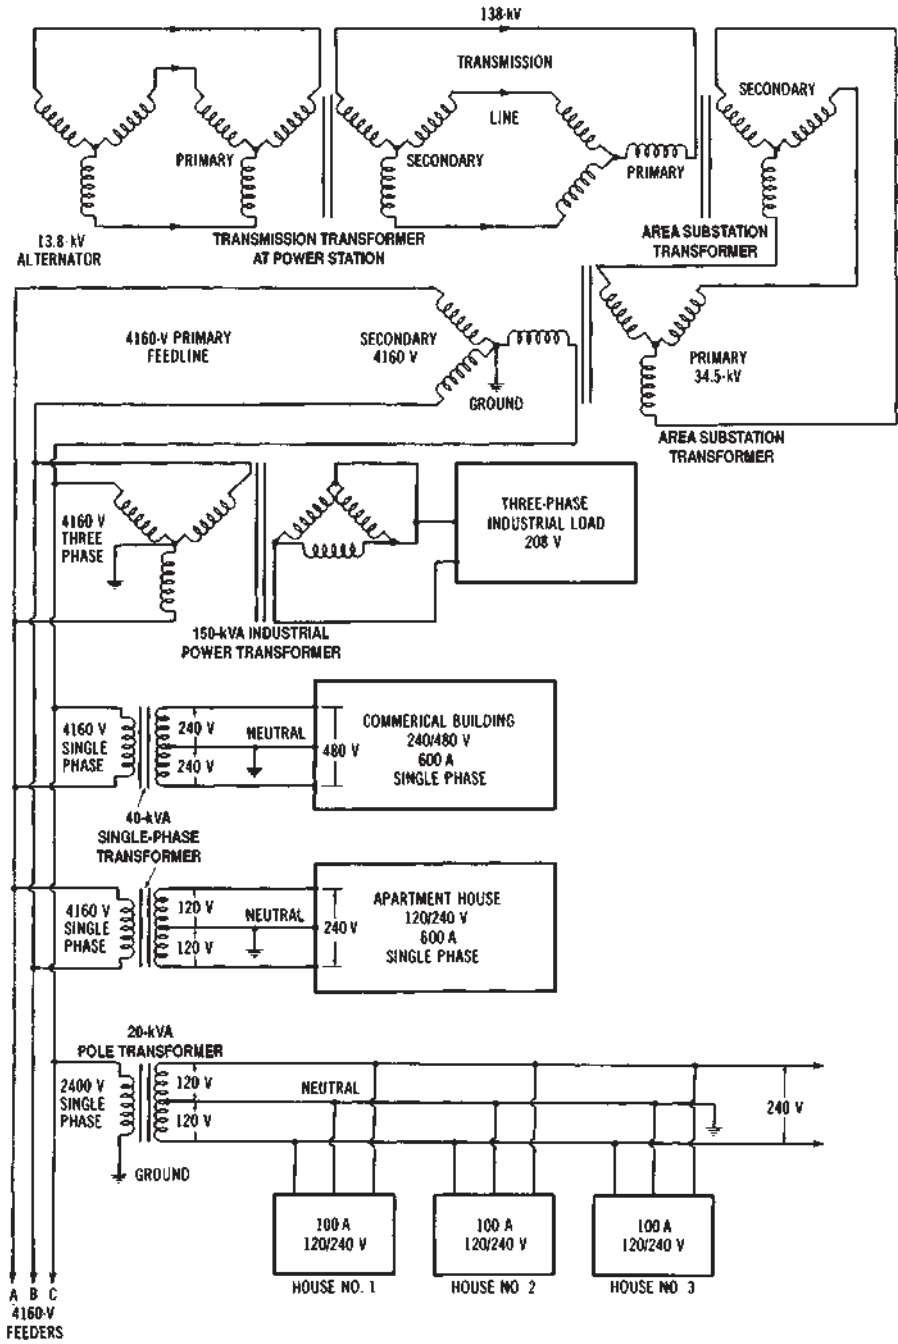 138-kV
TRANSMISSION
LINE
SECONDARY
PRIMARY
SECONDARY
PRIMARY
13.8-kV
ALTERNATOR
TRANSMISSION TRANSFORMER
AT POWER STATION
AREA SUBSTATION
TRANSFORMER
4160-V PRIMARY
FEEDLINE
SECONDARY
4160 V
GROUND
PRIMARY
34.5-kV
AREA SUBSTATION
TRANSFORMER
4160 V
THREE
PHASE
THREE-PHASE
INDUSTRIAL LOAD
208 V
150-kVA INDUSTRIAL
POWER TRANSFORMER
4160 V
SINGLE
PHASE
240 V
240 V
NEUTRAL
480 V
COMMERICAL BUILDING
240/480 V
600 A
SINGLE PHASE
40-kVA
SINGLE-PHASE
TRANSFORMER
4160 V
SINGLE
PHASE
120 V
120 V
NEUTRAL
240 V
APARTMENT HOUSE
120/240 V
600 A
SINGLE PHASE
20-kVA
POLE TRANSFORMER
2400 V
SINGLE
PHASE
120 V
120 V
NEUTRAL
240 V
GROUND
100 A
120/240 V
100 A
120/240 V
100 A
120/240 V
HOUSE NO. 1
HOUSE NO. 2
HOUSE NO. 3
A B C
4160-V
FEEDERS